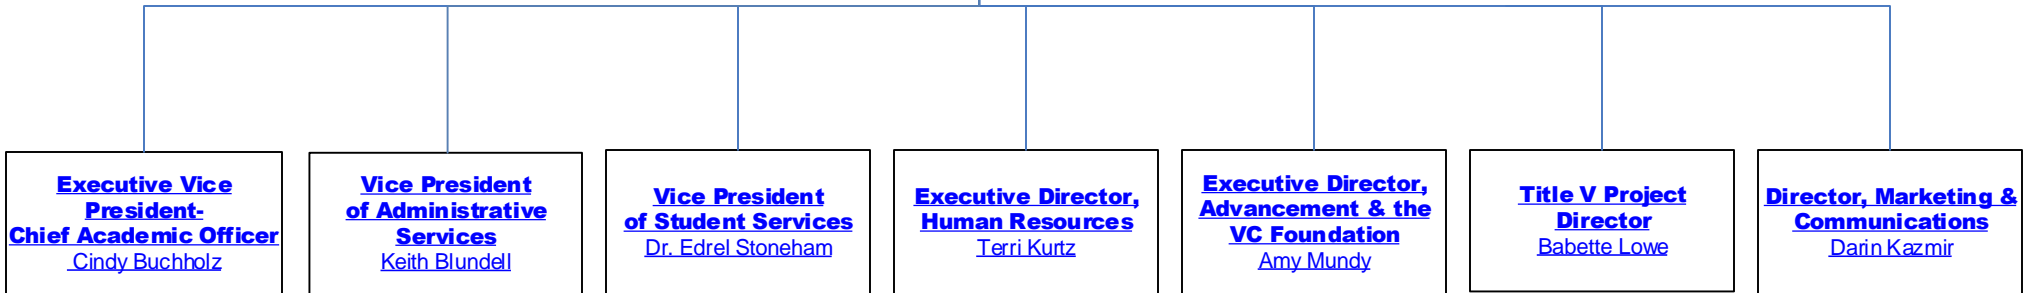 Executive Vice
President-
Chief Academic Officer
Cindy Buchholz
Vice President
of Administrative
Services
Keith Blundell
Vice President
of Student Services
Dr. Edrel Stoneham
Executive Director,
Human Resources
Terri Kurtz
Executive Director,
Advancement & the
VC Foundation
Amy Mundy
Title V Project
Director
Babette Lowe
Director, Marketing &
Communications
Darin Kazmir